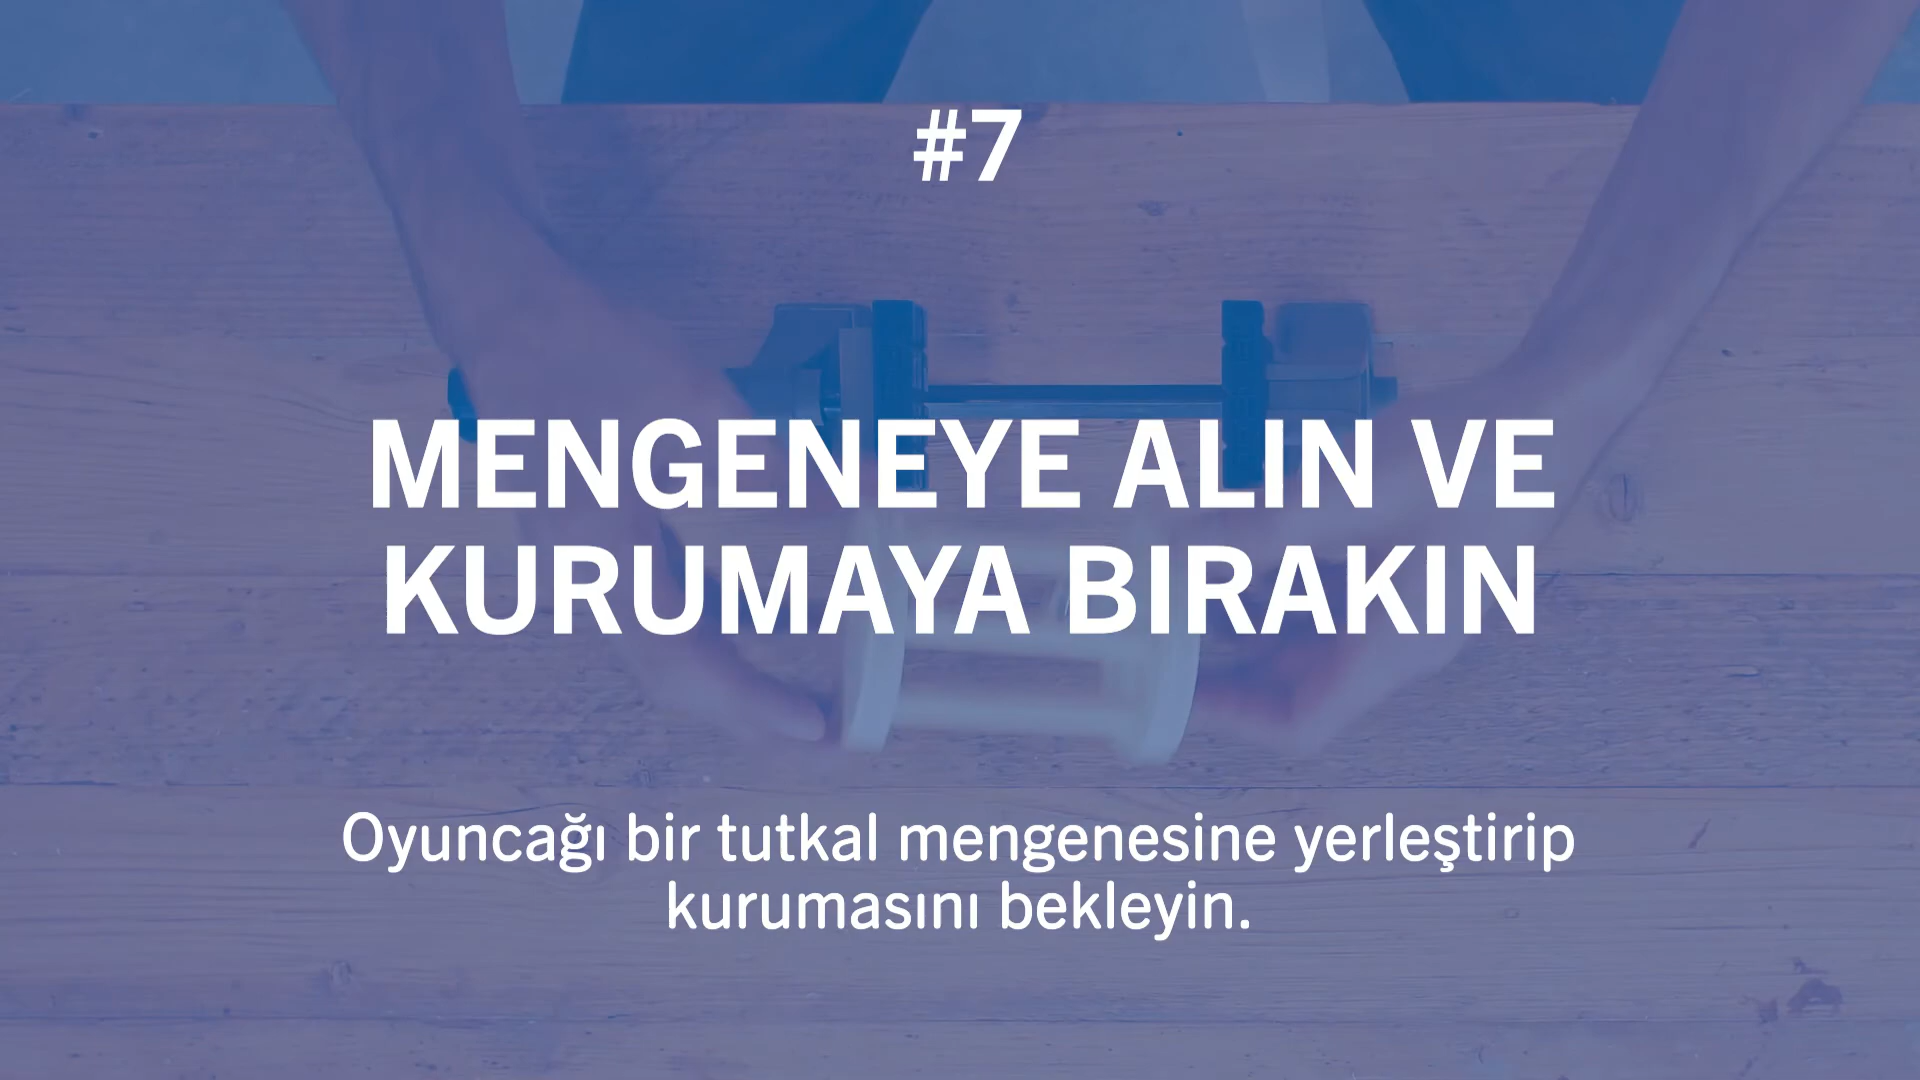 #7
MENGENEYE ALIN VE
KURUMAYA BIRAKIN
Oyuncağı bir tutkal mengenesine yerleştirip
kurumasını bekleyin.